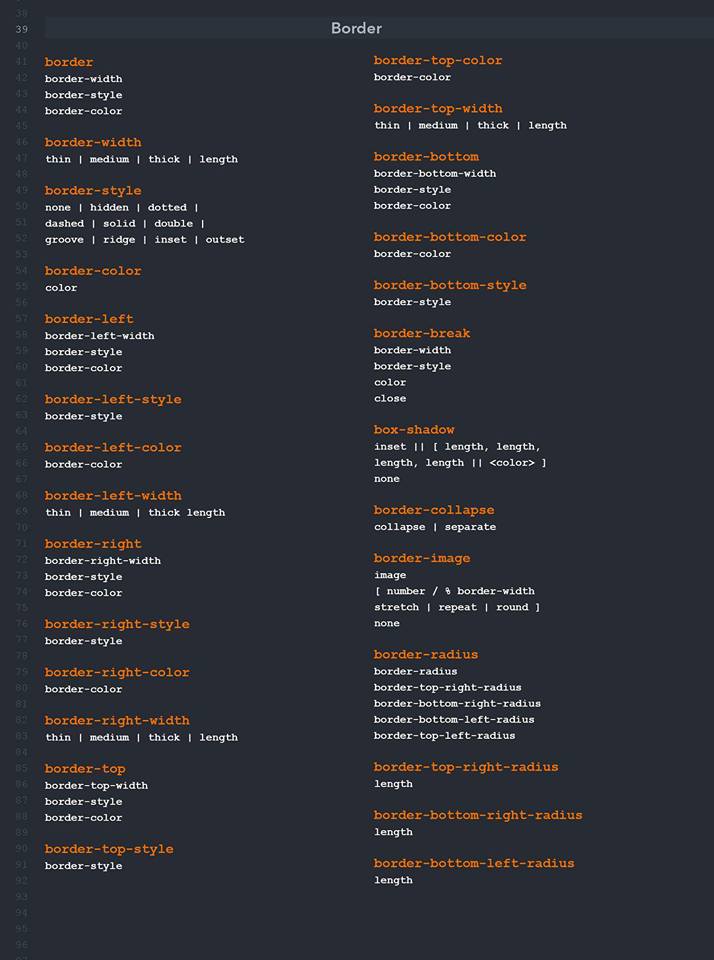 38
39
Border
40
41
42
43
44
45
46
47
48
49
50
51
52
53
54
55
56
57
58
59
60
61
62
63
64
65
66
67
68
69
70
71
72
73
74
75
76
77
78
79
80
81
82
83
84
85
86
87
88
89
90
91
92
93
94
95
96
97
border
border-width
border-style
border-color
border-width
thin | medium | thick | length
border-style
none | hidden | dotted |
dashed | solid | double |
groove | ridge | inset | outset
border-color
color
border-left
border-left-width
border-style
border-color
border-left-style
border-style
border-left-color
border-color
border-left-width
thin | medium | thick length
border-right
border-right-width
border-style
border-color
border-right-style
border-style
border-right-color
border-color
border-right-width
thin | medium | thick | length
border-top
border-top-width
border-style
border-color
border-top-style
border-style
border-top-color
border-color
border-top-width
thin | medium | thick | length
border-bottom
border-bottom-width
border-style
border-color
border-bottom-color
border-color
border-bottom-style
border-style
border-break
border-width
border-style
color
close
box-shadow
inset || [ length, length,
length, length || <color> ]
none
border-collapse
collapse | separate
border-image
image
[ number / % border-width
stretch | repeat | round ]
none
border-radius
border-radius
border-top-right-radius
border-bottom-right-radius
border-bottom-left-radius
border-top-left-radius
border-top-right-radius
length
border-bottom-right-radius
length
border-bottom-left-radius
length